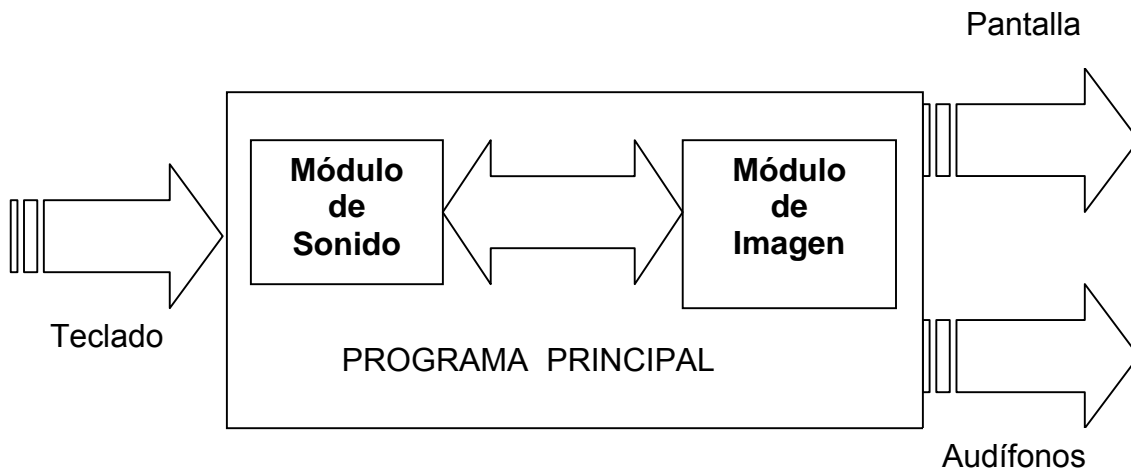 Pantalla
Módulo
de
Sonido
Módulo
de
Imagen
Teclado
PROGRAMA PRINCIPAL
Audífonos